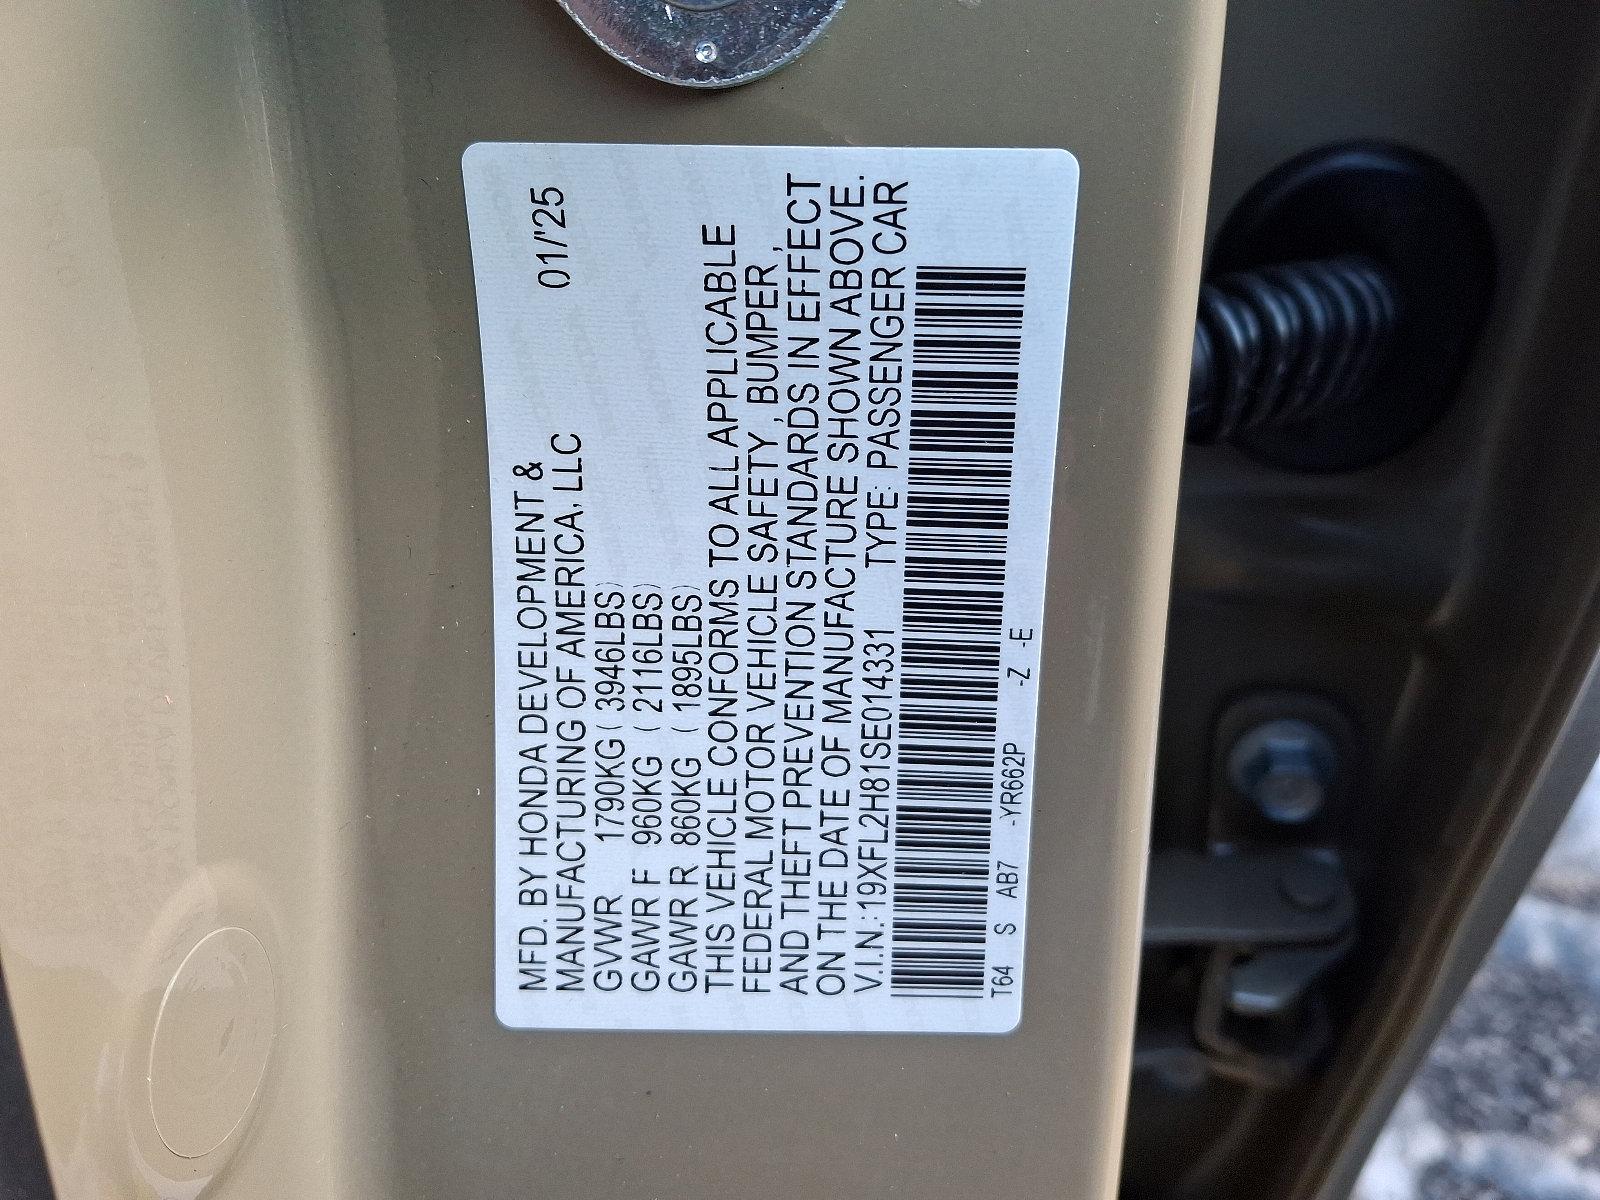 01/'25
MFD. BY HONDA DEVELOPMENT &
MANUFACTURING OF AMERICA, LLC
GVWR 1790KG ( 3946LBS)
GAWR F 960KG ( 2116LBS)
GAWR R 860KG ( 1895LBS)
THIS VEHICLE CONFORMS TO ALL APPLICABLE
FEDERAL MOTOR VEHICLE SAFETY , BUMPER ,
AND THEFT PREVENTION STANDARDS IN EFFECT
ON THE DATE OF MANUFACTURE SHOWN ABOVE.
V.I.N.: 19XFL2H81SE014331 TYPE: PASSENGER CAR
T64 S AB7 -YR662P -Z -E